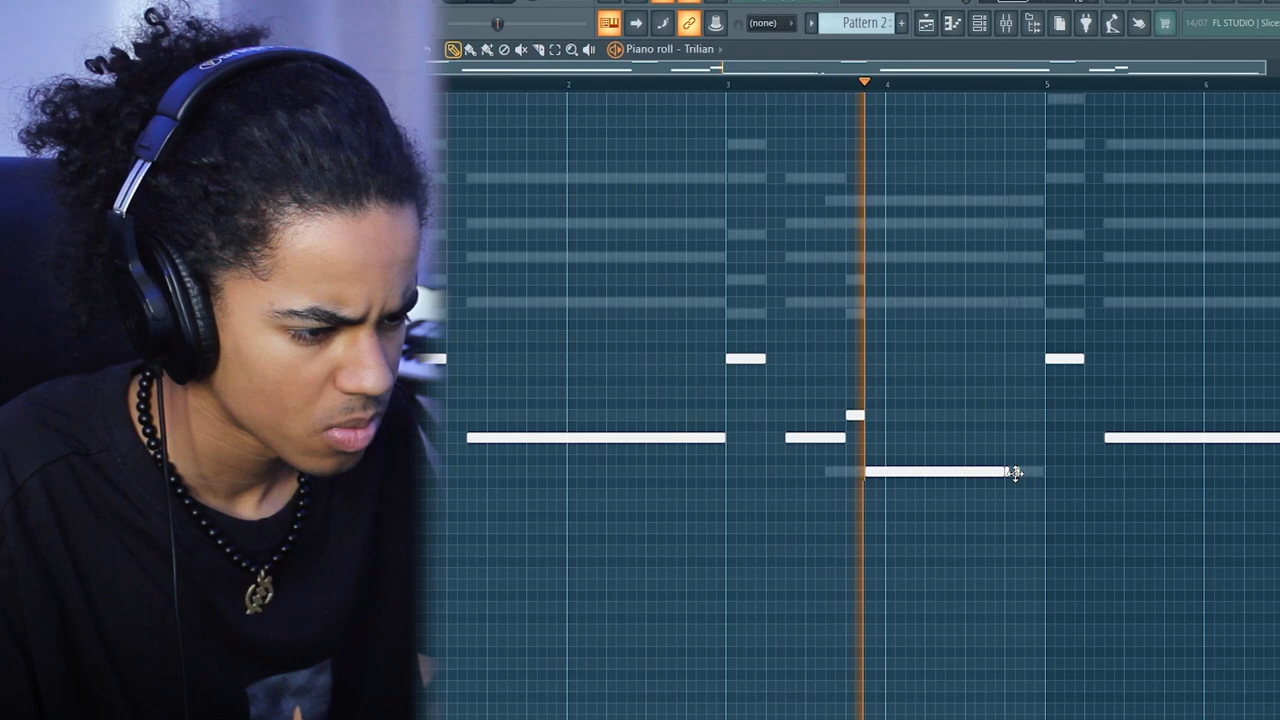 (none)
Pattern 2
+
14/07 FL STUDIO | Slice
Piano roll - Trilian
2 3 4 5 6